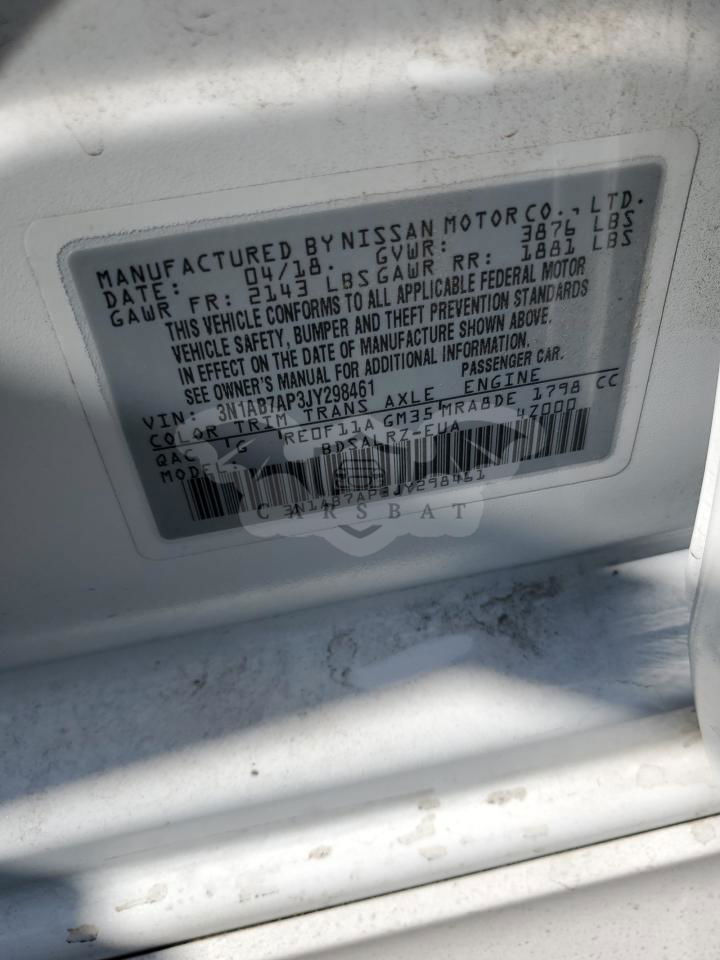 MANUFACTURED BY NISSAN MOTOR CO., LTD.
DATE: 04/18. GVWR: 3876 LBS
GAWR FR: 2143 LBS GAWR RR: 1881 LBS
THIS VEHICLE CONFORMS TO ALL APPLICABLE FEDERAL MOTOR
VEHICLE SAFETY, BUMPER AND THEFT PREVENTION STANDARDS
IN EFFECT ON THE DATE OF MANUFACTURE SHOWN ABOVE.
SEE OWNER'S MANUAL FOR ADDITIONAL INFORMATION.
VIN: 3N1AB7AP3JY298461 PASSENGER CAR.
COLOR TRIM TRANS AXLE ENGINE
QAC G RE0F11A GM35 MRA8DE 1798 CC
MODEL: BDSALRZ-EUA 4Z000
3N1AB7AP3JY298461
CARSBAT